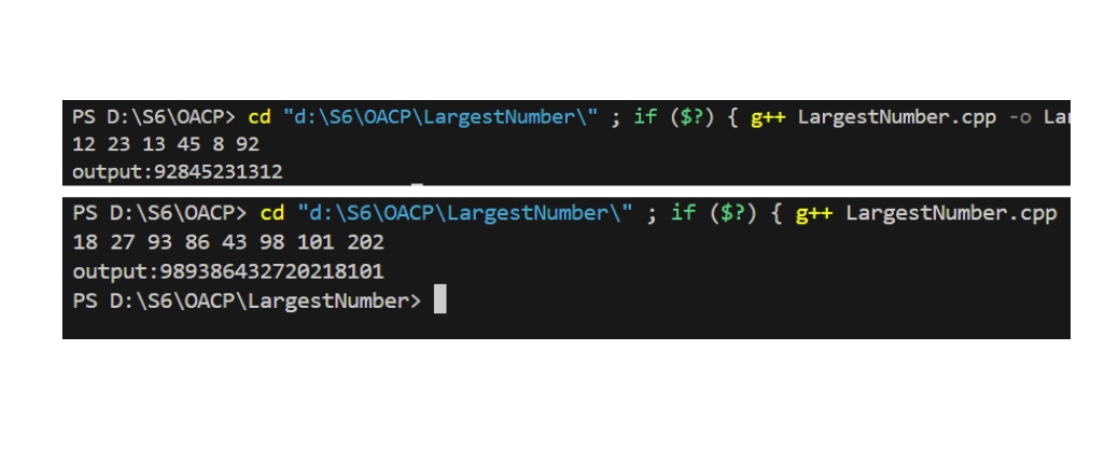 PS D:\S6\OACP> cd "d:\S6\OACP\LargestNumber\" ; if ($?) { g++ LargestNumber.cpp -o
12 23 13 45 8 92
output:92845231312
PS D:\S6\OACP> cd "d:\S6\OACP\LargestNumber\" ; if ($?) { g++ LargestNumber.cpp
18 27 93 86 43 98 101 202
output:989386432720218101
PS D:\S6\OACP\LargestNumber>